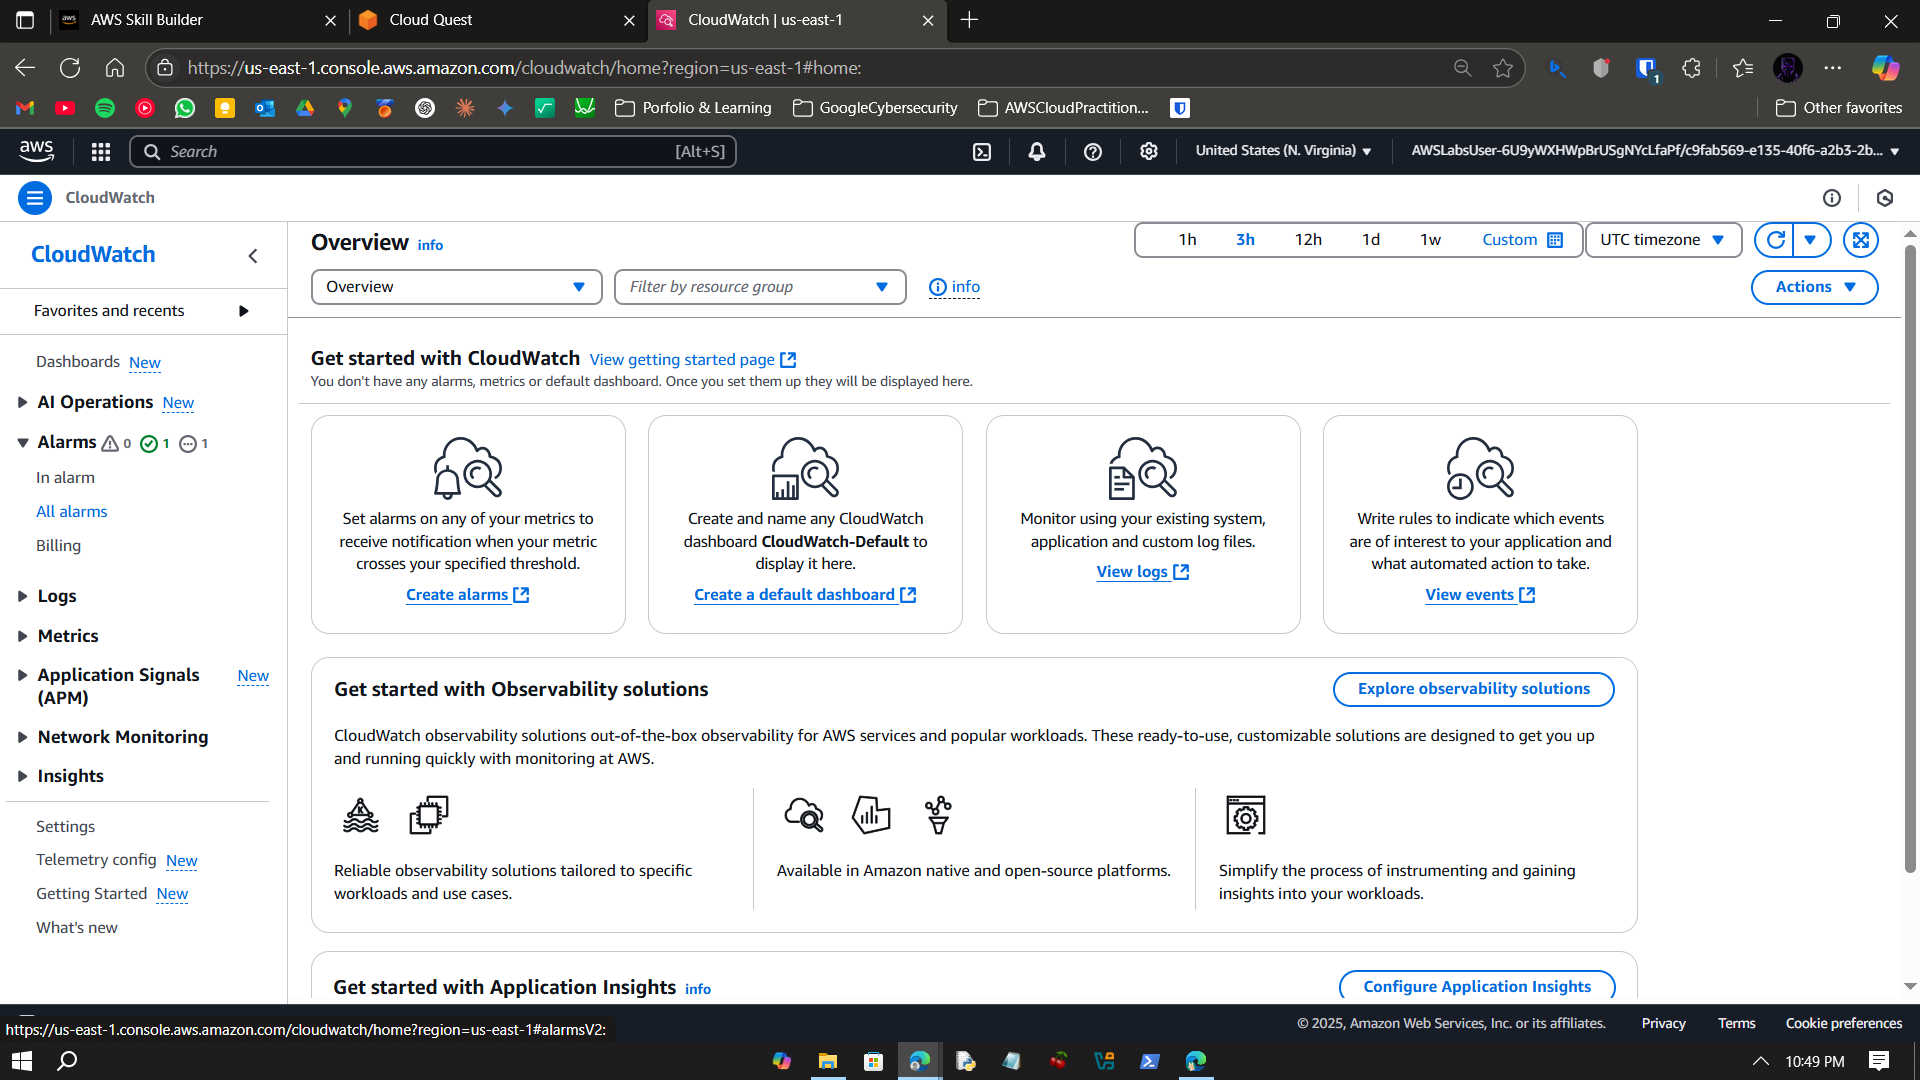 AWS Skill Builder
Cloud Quest
CloudWatch | us-east-1
https://us-east-1.console.aws.amazon.com/cloudwatch/home?region=us-east-1#home:
1
Porfolio & Learning
GoogleCybersecurity
AWSCloudPractition...
Other favorites
aws
Search
[Alt+S]
United States (N. Virginia)
AWSLabsUser-6U9yWXHWpBrUSgNYcLfaPf/c9fab569-e135-40f6-a2b3-2b...
CloudWatch
CloudWatch
Favorites and recents
Dashboards New
AI Operations New
Alarms 0 1 1
In alarm
All alarms
Billing
Logs
Metrics
Application Signals New
(APM)
Network Monitoring
Insights
Settings
Telemetry config New
Getting Started New
What's new
Overview info
1h 3h 12h 1d 1w Custom
UTC timezone
Overview
Filter by resource group
info
Actions
Get started with CloudWatch View getting started page
You don't have any alarms, metrics or default dashboard. Once you set them up they will be displayed here.
Set alarms on any of your metrics to
receive notification when your metric
crosses your specified threshold.
Create alarms
Create and name any CloudWatch
dashboard CloudWatch-Default to
display it here.
Create a default dashboard
Monitor using your existing system,
application and custom log files.
View logs
Write rules to indicate which events
are of interest to your application and
what automated action to take.
View events
Get started with Observability solutions
Explore observability solutions
CloudWatch observability solutions out-of-the-box observability for AWS services and popular workloads. These ready-to-use, customizable solutions are designed to get you up
and running quickly with monitoring at AWS.
Reliable observability solutions tailored to specific
workloads and use cases.
Available in Amazon native and open-source platforms.
Simplify the process of instrumenting and gaining
insights into your workloads.
Get started with Application Insights info
Configure Application Insights
https://us-east-1.console.aws.amazon.com/cloudwatch/home?region=us-east-1#alarmsV2:
© 2025, Amazon Web Services, Inc. or its affiliates.
Privacy
Terms
Cookie preferences
10:49 PM